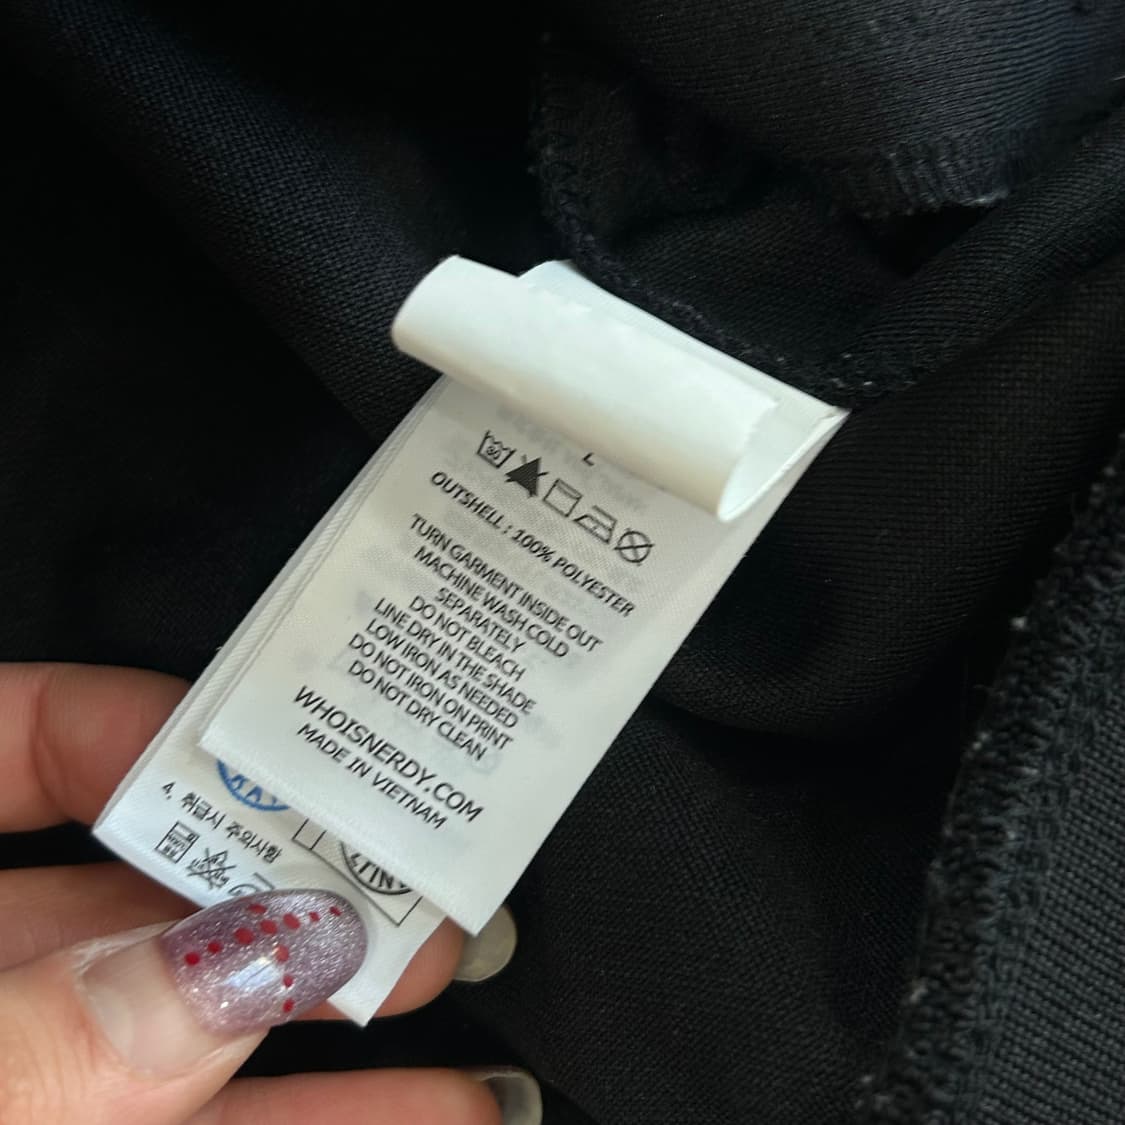 30
OUTSHELL : 100% POLYESTER
TURN GARMENT INSIDE OUT
MACHINE WASH COLD
SEPARATELY
DO NOT BLEACH
LINE DRY IN THE SHADE
LOW IRON AS NEEDED
DO NOT IRON ON PRINT
DO NOT DRY CLEAN
WHOISNERDY.COM
MADE IN VIETNAM
4. 취급시 주의사항